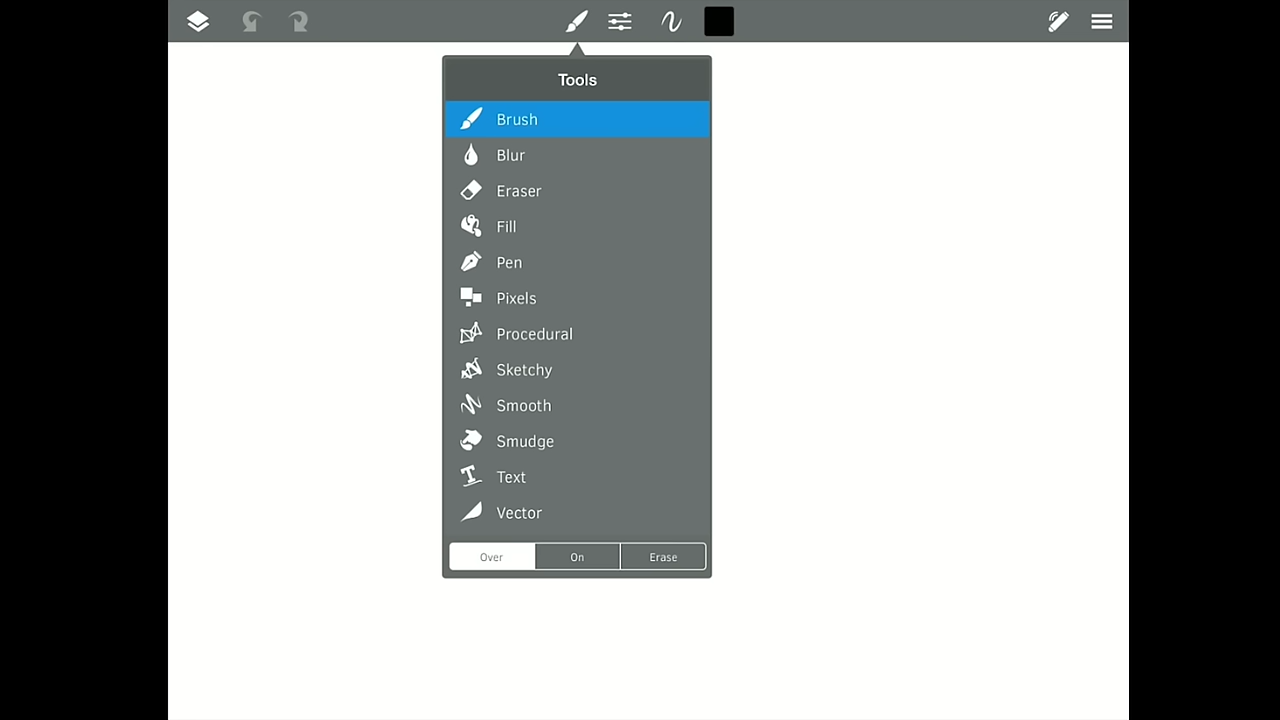 Tools
Brush
Blur
Eraser
Fill
Pen
Pixels
Procedural
Sketchy
Smooth
Smudge
Text
Vector
Over On Erase